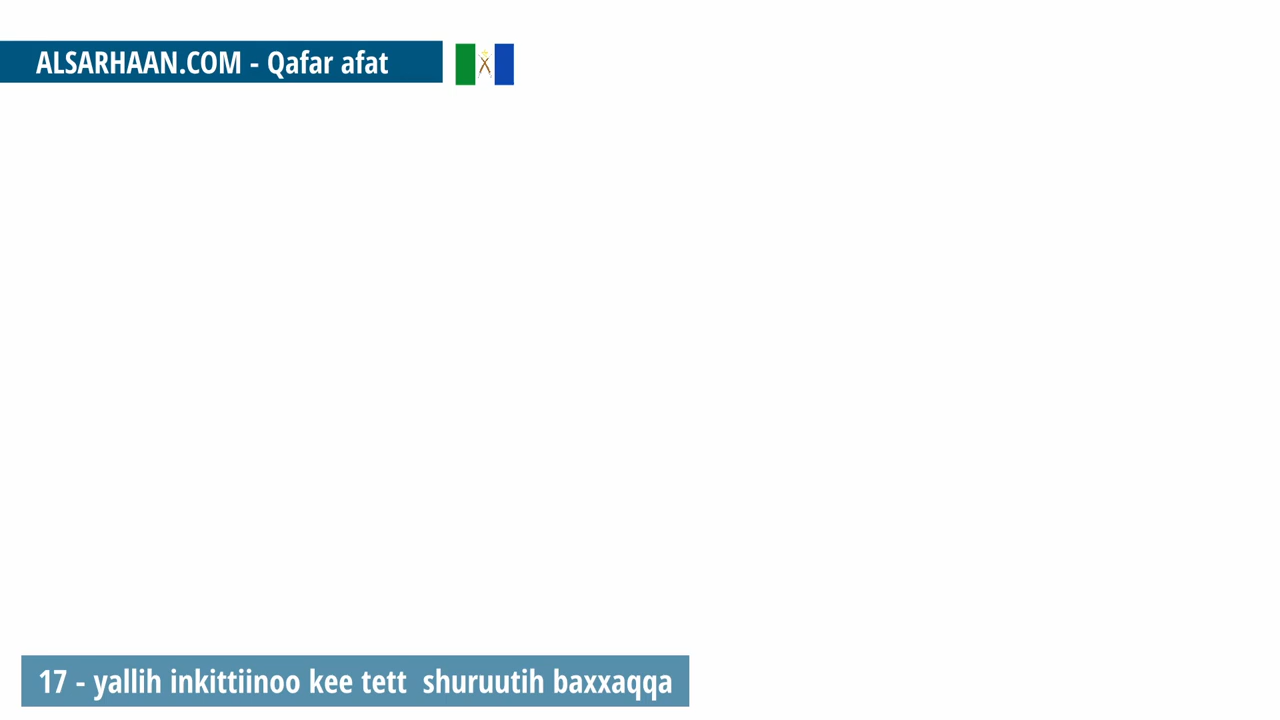 ALSARHAAN.COM - Qafar afat
17 - yallih inkittiinoo kee tett shuruutih baxxaqqa